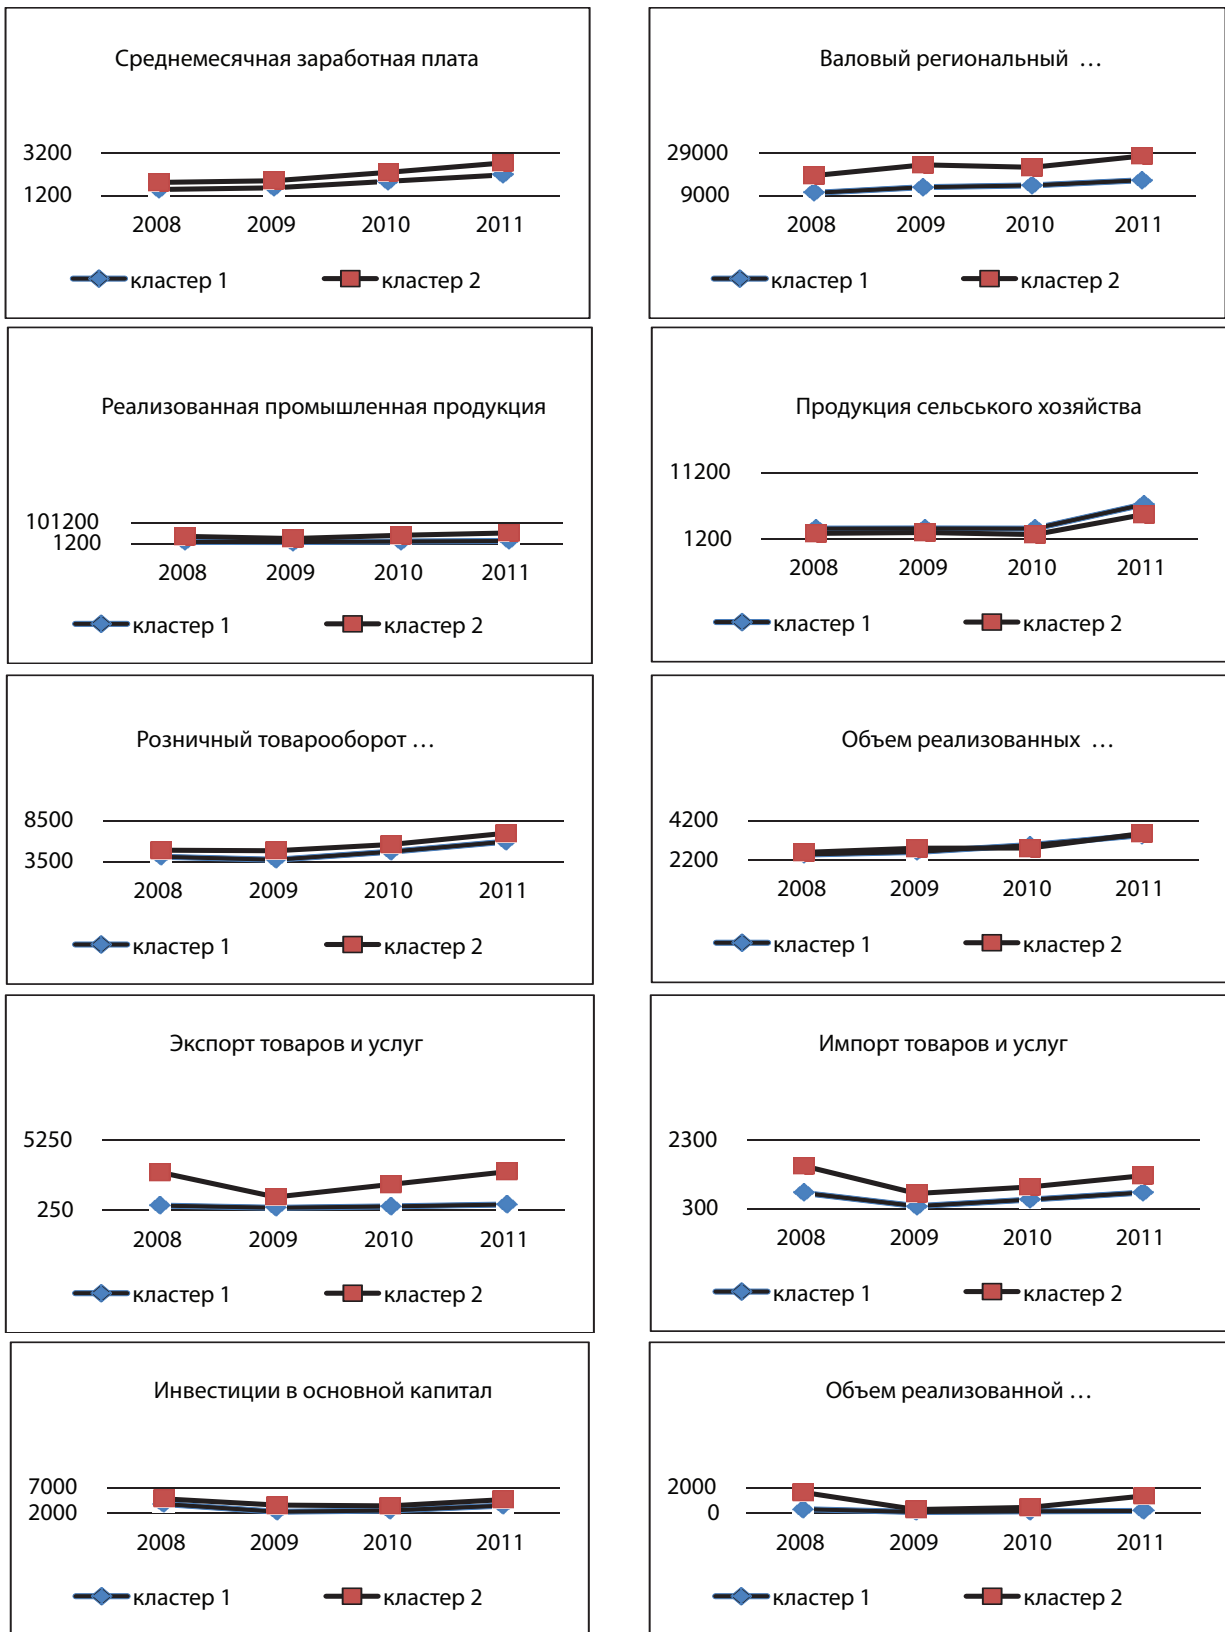 Среднемесячная заработная плата
3200
1200
2008 2009 2010 2011
кластер 1 кластер 2
Валовый региональный …
29000
9000
2008 2009 2010 2011
кластер 1 кластер 2
Реализованная промышленная продукция
101200
1200
2008 2009 2010 2011
кластер 1 кластер 2
Продукция сельського хозяйства
11200
1200
2008 2009 2010 2011
кластер 1 кластер 2
Розничный товарооборот …
8500
3500
2008 2009 2010 2011
кластер 1 кластер 2
Объем реализованных …
4200
2200
2008 2009 2010 2011
кластер 1 кластер 2
Экспорт товаров и услуг
5250
250
2008 2009 2010 2011
кластер 1 кластер 2
Импорт товаров и услуг
2300
300
2008 2009 2010 2011
кластер 1 кластер 2
Инвестиции в основной капитал
7000
2000
2008 2009 2010 2011
кластер 1 кластер 2
Объем реализованной …
2000
0
2008 2009 2010 2011
кластер 1 кластер 2